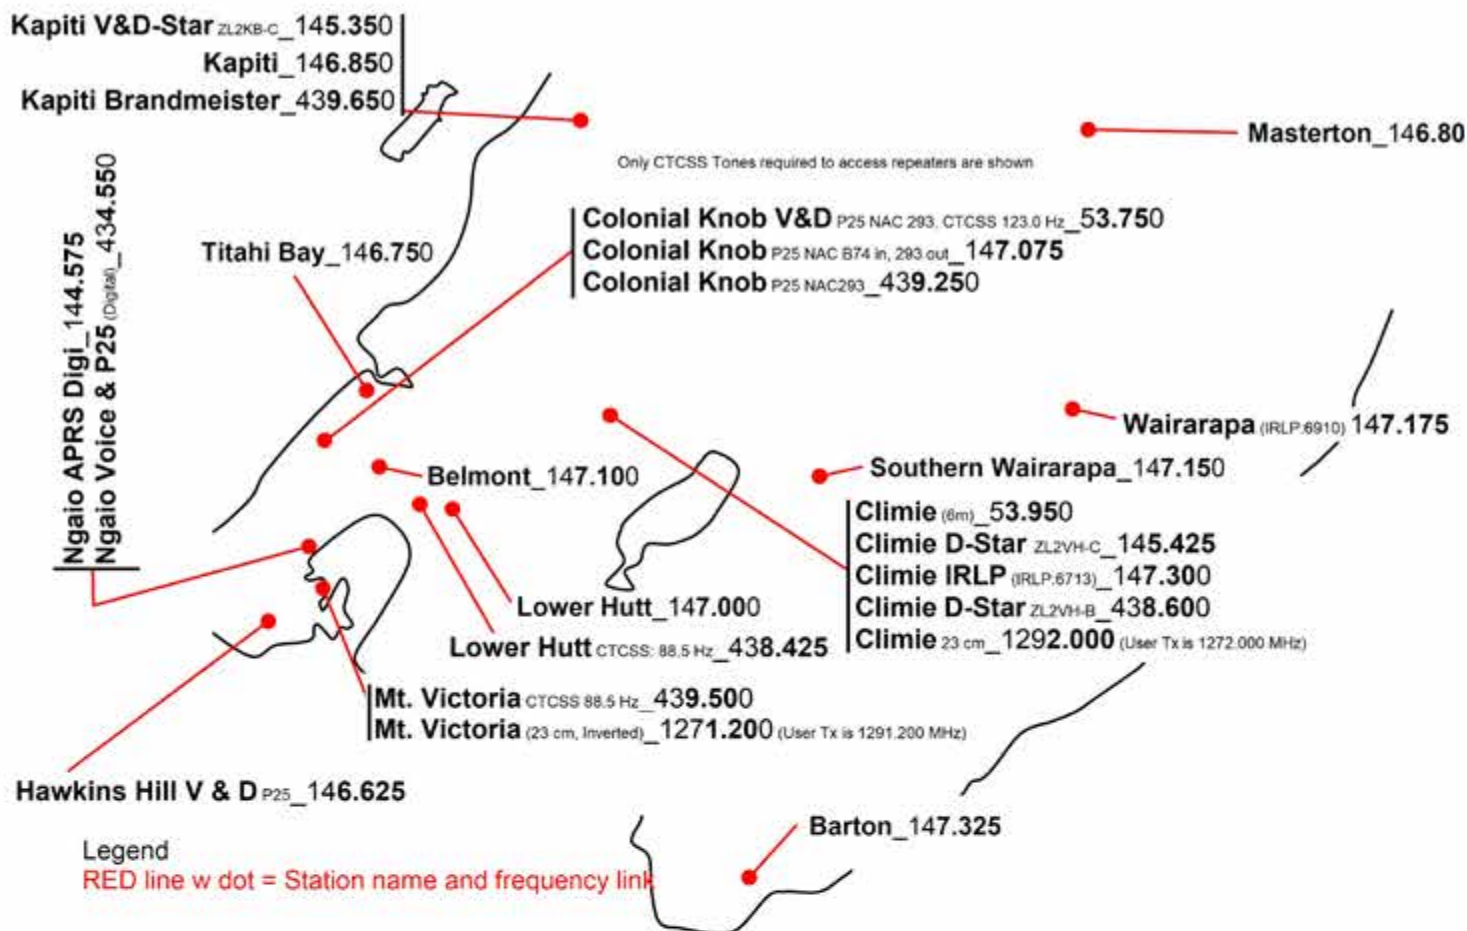 Kapiti V&D-Star ZL2KB-C_145.350
Kapiti_146.850
Kapiti Brandmeister_439.650
Masterton_146.80
Only CTCSS Tones required to access repeaters are shown
Ngaio APRS Digi_144.575
Ngaio Voice & P25 (Digital)_434.550
Titahi Bay_146.750
Colonial Knob V&D P25 NAC 293, CTCSS 123.0 Hz_53.750
Colonial Knob P25 NAC B74 in, 293 out_147.075
Colonial Knob P25 NAC293_439.250
Wairarapa (IRLP:6910) 147.175
Southern Wairarapa_147.150
Belmont_147.100
Climie (6m)_53.950
Climie D-Star ZL2VH-C_145.425
Climie IRLP (IRLP:6713)_147.300
Climie D-Star ZL2VH-B_438.600
Climie 23 cm_1292.000 (User Tx is 1272.000 MHz)
Lower Hutt_147.000
Lower Hutt CTCSS: 88.5 Hz_438.425
Mt. Victoria CTCSS 88.5 Hz_439.500
Mt. Victoria (23 cm, Inverted)_1271.200 (User Tx is 1291.200 MHz)
Hawkins Hill V & D P25_146.625
Barton_147.325
Legend
RED line w dot = Station name and frequency link